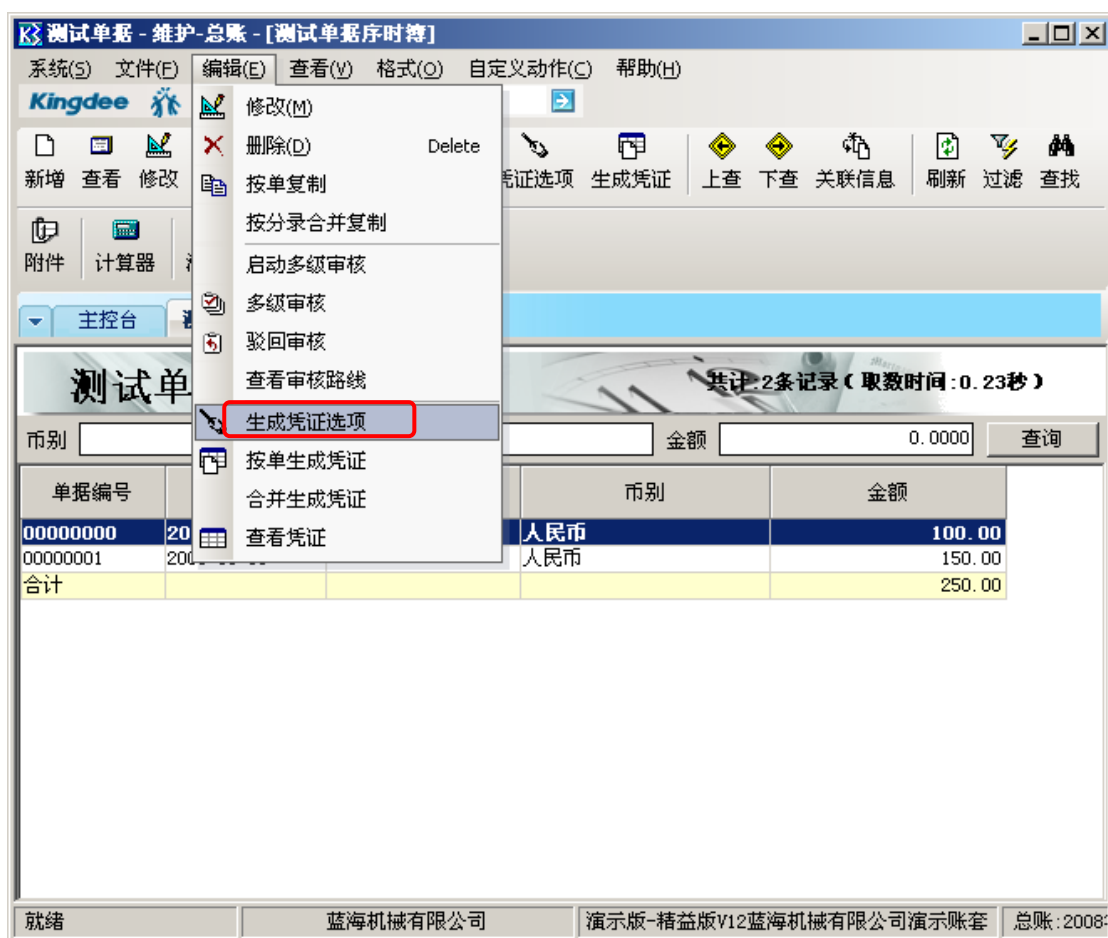 测试单据 - 维护-总账 - [测试单据序时簿]
系统(S) 文件(F) 编辑(E) 查看(V) 格式(O) 自定义动作(C) 帮助(H)
Kingdee
修改(M)
删除(D) Delete
按单复制
按分录合并复制
启动多级审核
多级审核
驳回审核
查看审核路线
生成凭证选项
按单生成凭证
合并生成凭证
查看凭证
新增 查看 修改 凭证选项 生成凭证 上查 下查 关联信息 刷新 过滤 查找
附件 计算器
主控台
测试单 共计:2条记录(取数时间:0.23秒)
币别 金额 0.0000 查询
单据编号 币别 金额
00000000 20 人民币 100.00
00000001 人民币 150.00
合计 250.00
就绪 蓝海机械有限公司 演示版-精益版V12蓝海机械有限公司演示账套 总账:2008